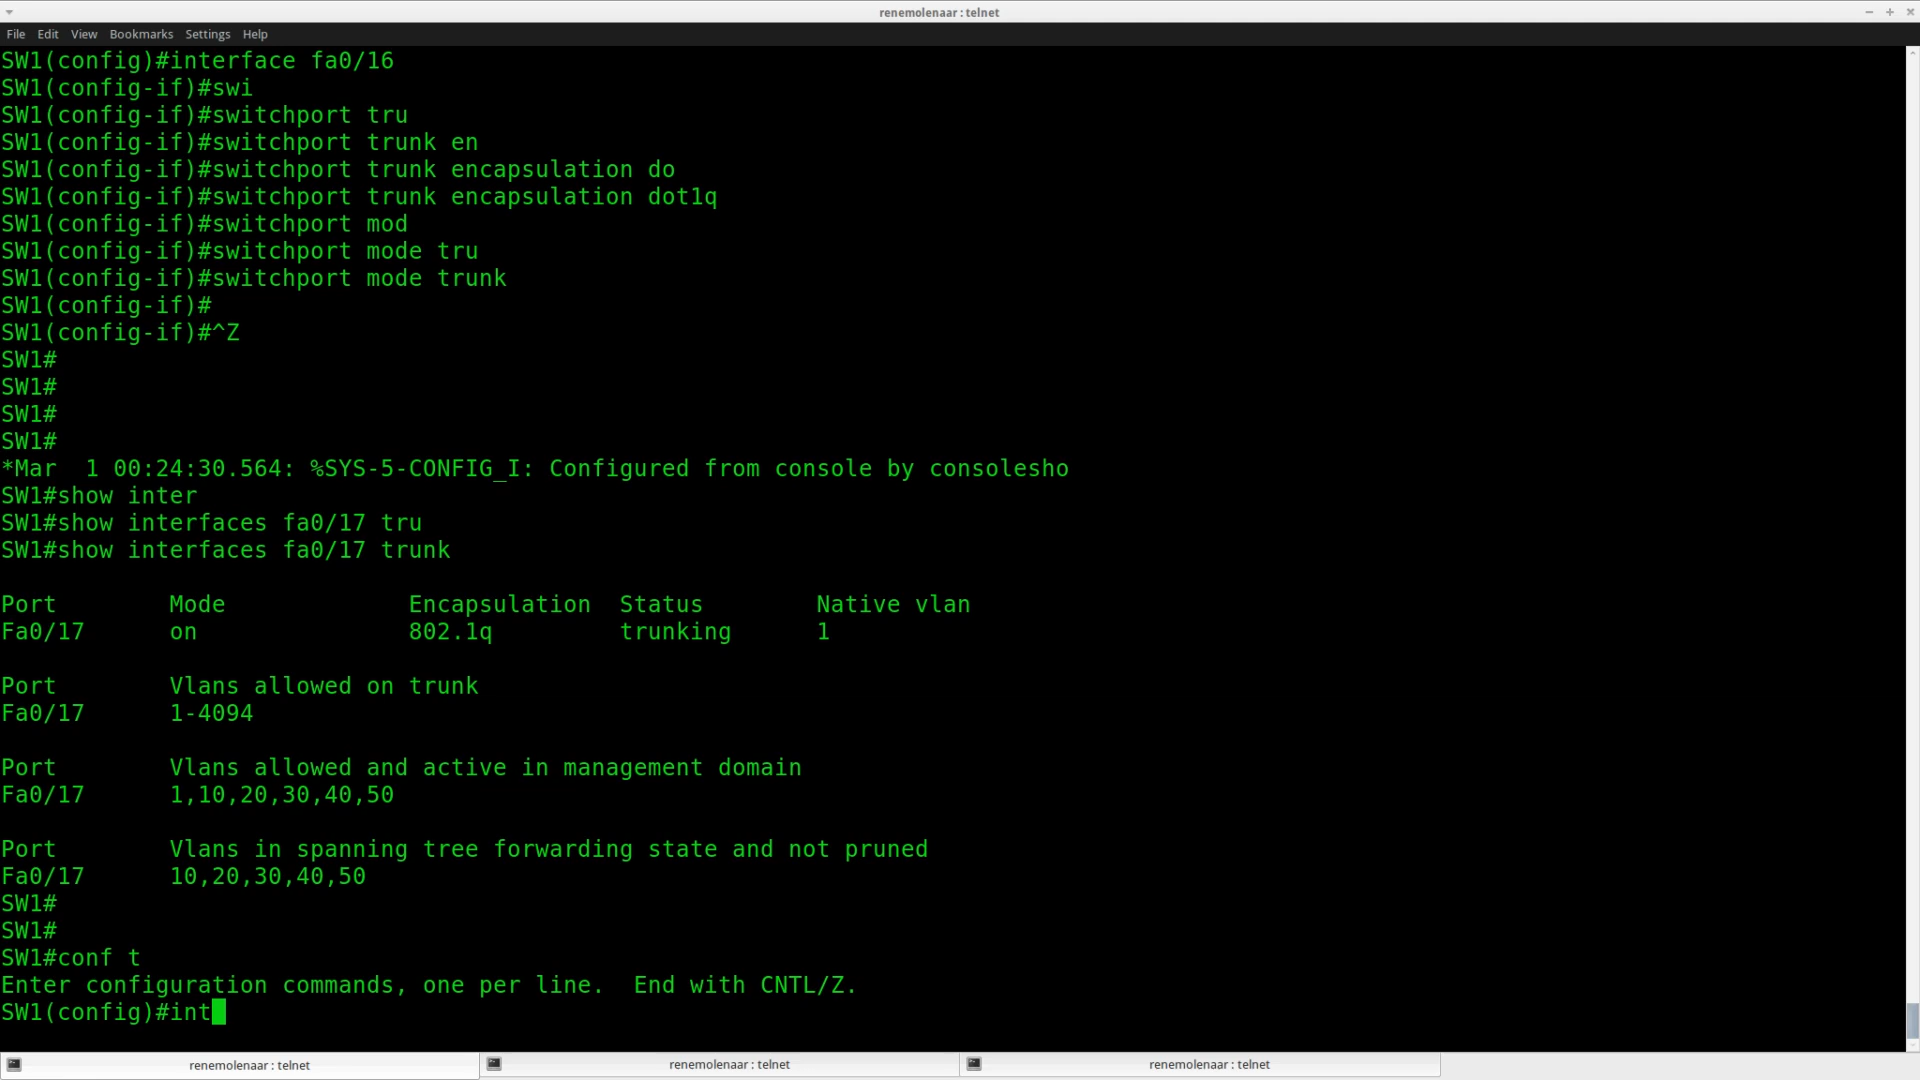 renemolenaar : telnet
File Edit View Bookmarks Settings Help
SW1(config)#interface fa0/16
SW1(config-if)#swi
SW1(config-if)#switchport tru
SW1(config-if)#switchport trunk en
SW1(config-if)#switchport trunk encapsulation do
SW1(config-if)#switchport trunk encapsulation dot1q
SW1(config-if)#switchport mod
SW1(config-if)#switchport mode tru
SW1(config-if)#switchport mode trunk
SW1(config-if)#
SW1(config-if)#^Z
SW1#
SW1#
SW1#
SW1#
*Mar  1 00:24:30.564: %SYS-5-CONFIG_I: Configured from console by consolesho
SW1#show inter
SW1#show interfaces fa0/17 tru
SW1#show interfaces fa0/17 trunk
Port        Mode             Encapsulation  Status        Native vlan
Fa0/17      on               802.1q         trunking      1
Port        Vlans allowed on trunk
Fa0/17      1-4094
Port        Vlans allowed and active in management domain
Fa0/17      1,10,20,30,40,50
Port        Vlans in spanning tree forwarding state and not pruned
Fa0/17      10,20,30,40,50
SW1#
SW1#
SW1#conf t
Enter configuration commands, one per line.  End with CNTL/Z.
SW1(config)#int
renemolenaar : telnet renemolenaar : telnet renemolenaar : telnet